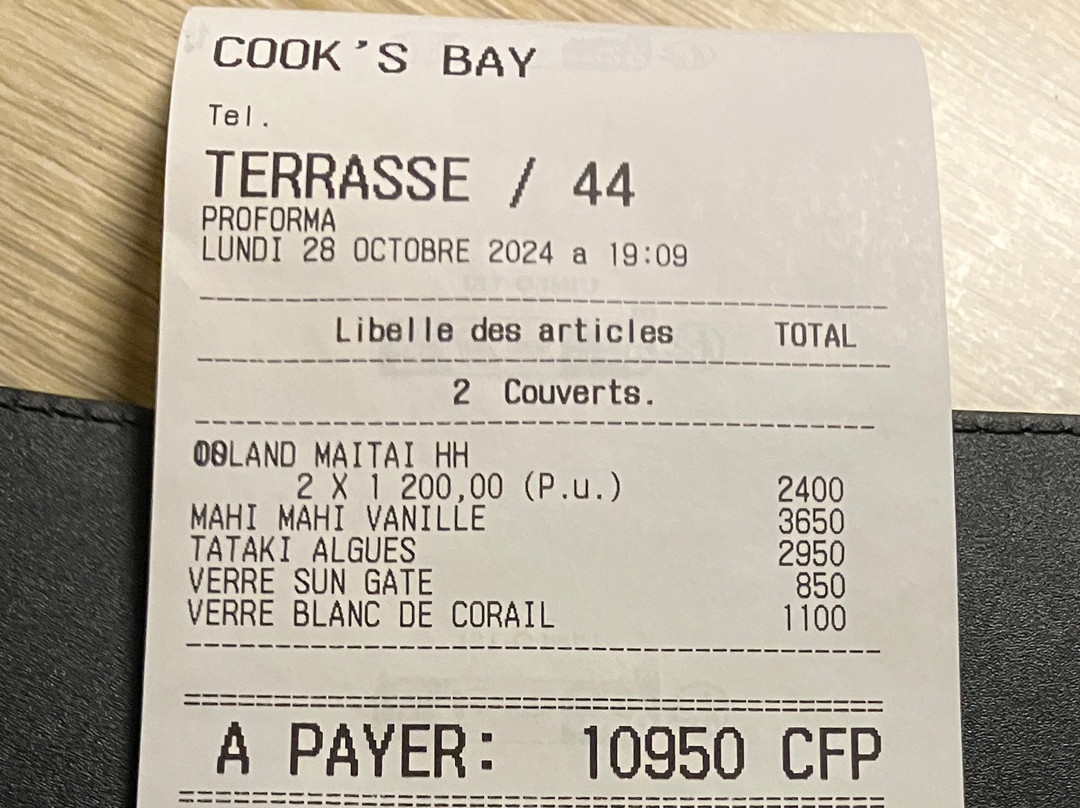 COOK'S BAY
Tel.
TERRASSE / 44
PROFORMA
LUNDI 28 OCTOBRE 2024 a 19:09
Libelle des articles TOTAL
2 Couverts.
LAND MAITAI HH
2 X 1 200,00 (P.u.) 2400
MAHI MAHI VANILLE 3650
TATAKI ALGUES 2950
VERRE SUN GATE 850
VERRE BLANC DE CORAIL 1100
A PAYER: 10950 CFP